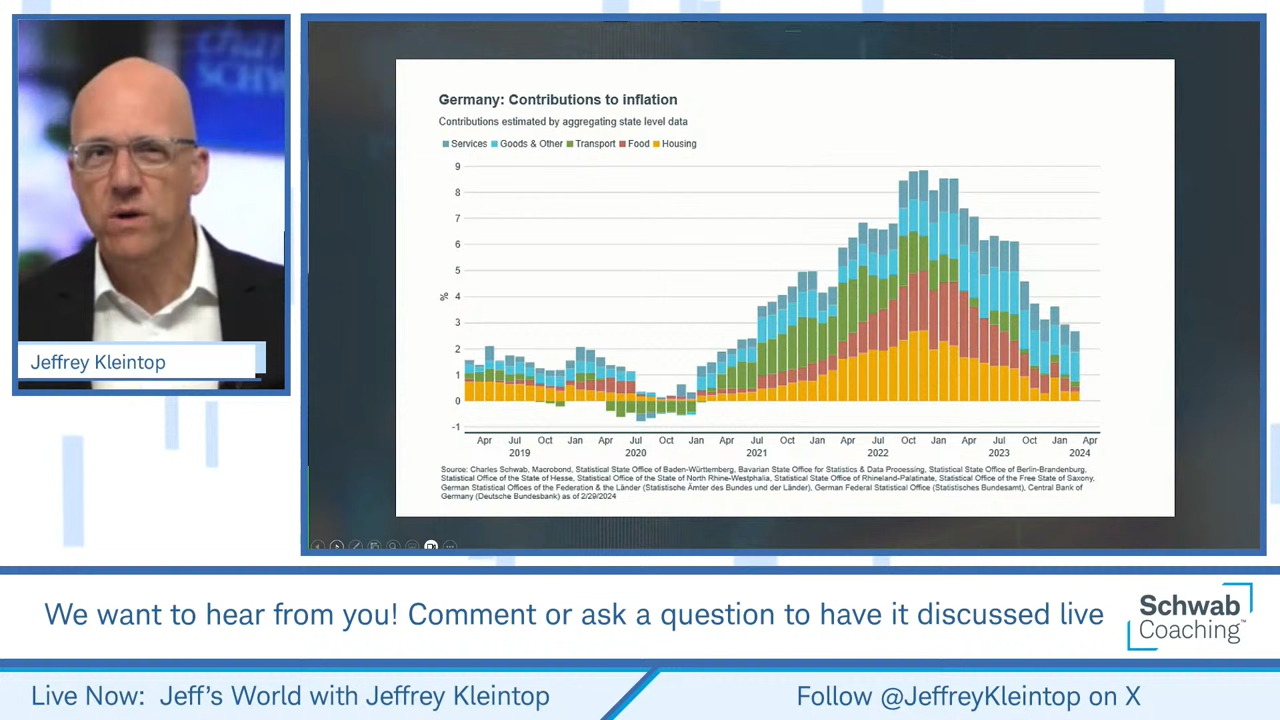 char
SCHW
Jeffrey Kleintop
Germany: Contributions to inflation
Contributions estimated by aggregating state level data
Services Goods & Other Transport Food Housing
9
8
7
6
5
4
3
2
1
0
-1
%
Apr Jul Oct Jan Apr Jul Oct Jan Apr Jul Oct Jan Apr Jul Oct Jan Apr Jul Oct Jan Apr
2019 2020 2021 2022 2023 2024
Source: Charles Schwab, Macrobond, Statistical State Office of Baden-Württemberg, Bavarian State Office for Statistics & Data Processing, Statistical State Office of Berlin-Brandenburg,
Statistical Office of the State of Hesse, Statistical Office of the State of North Rhine-Westphalia, Statistical State Office of Rhineland-Palatinate, Statistical Office of the Free State of Saxony,
German Statistical Offices of the Federation & the Länder (Statistische Ämter des Bundes und der Länder), German Federal Statistical Office (Statistisches Bundesamt), Central Bank of
Germany (Deutsche Bundesbank) as of 2/29/2024
We want to hear from you! Comment or ask a question to have it discussed live
Schwab
Coaching™
Live Now: Jeff's World with Jeffrey Kleintop
Follow @JeffreyKleintop on X